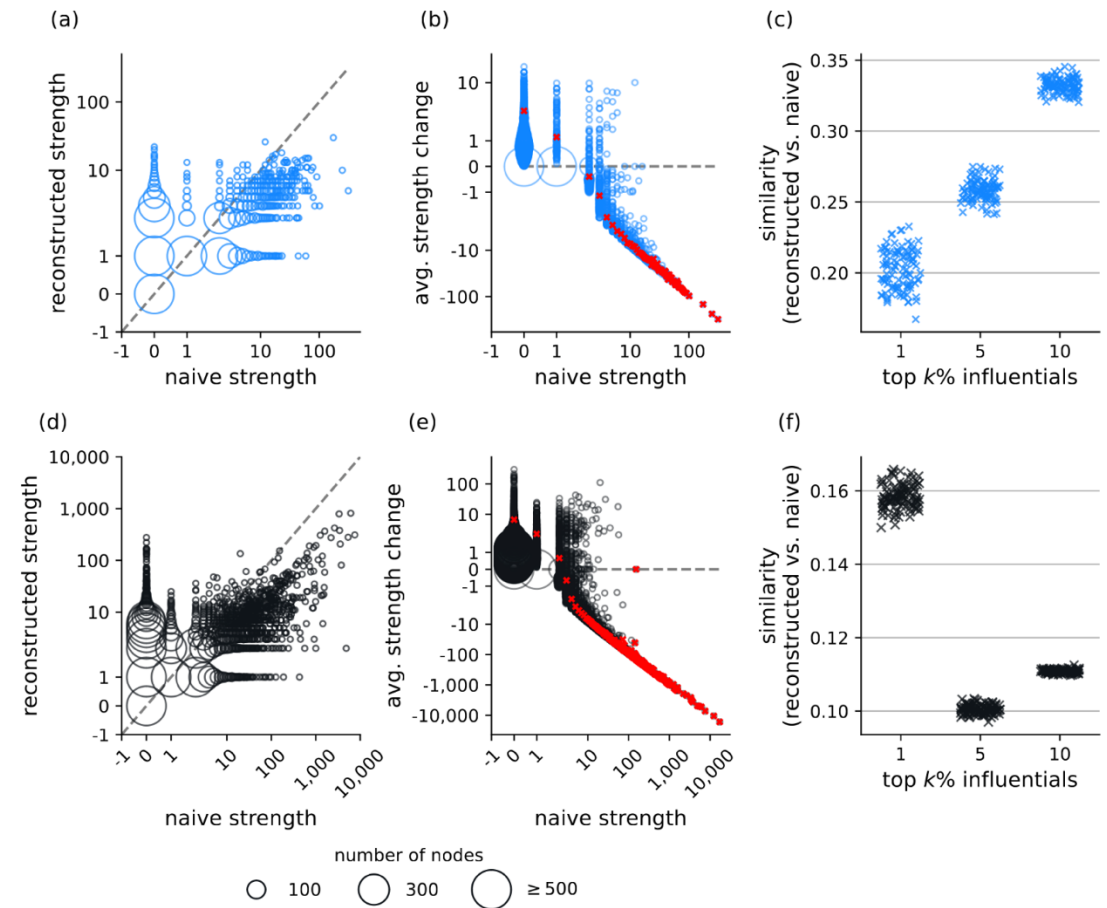 (a)
reconstructed strength
100
10
1
0
-1
-1 0 1 10 100
naive strength
(b)
avg. strength change
10
1
0
-1
-10
-100
-1 0 1 10 100
naive strength
(c)
similarity
(reconstructed vs. naive)
0.35
0.30
0.25
0.20
1 5 10
top k% influentials
(d)
reconstructed strength
10,000
1,000
100
10
1
0
-1
-1 0 1 10 100 1,000 10,000
naive strength
(e)
avg. strength change
100
10
1
0
-1
-10
-100
-1,000
-10,000
-1 0 1 10 100 1,000 10,000
naive strength
(f)
similarity
(reconstructed vs. naive)
0.16
0.14
0.12
0.10
1 5 10
top k% influentials
number of nodes
100 300 ≥ 500